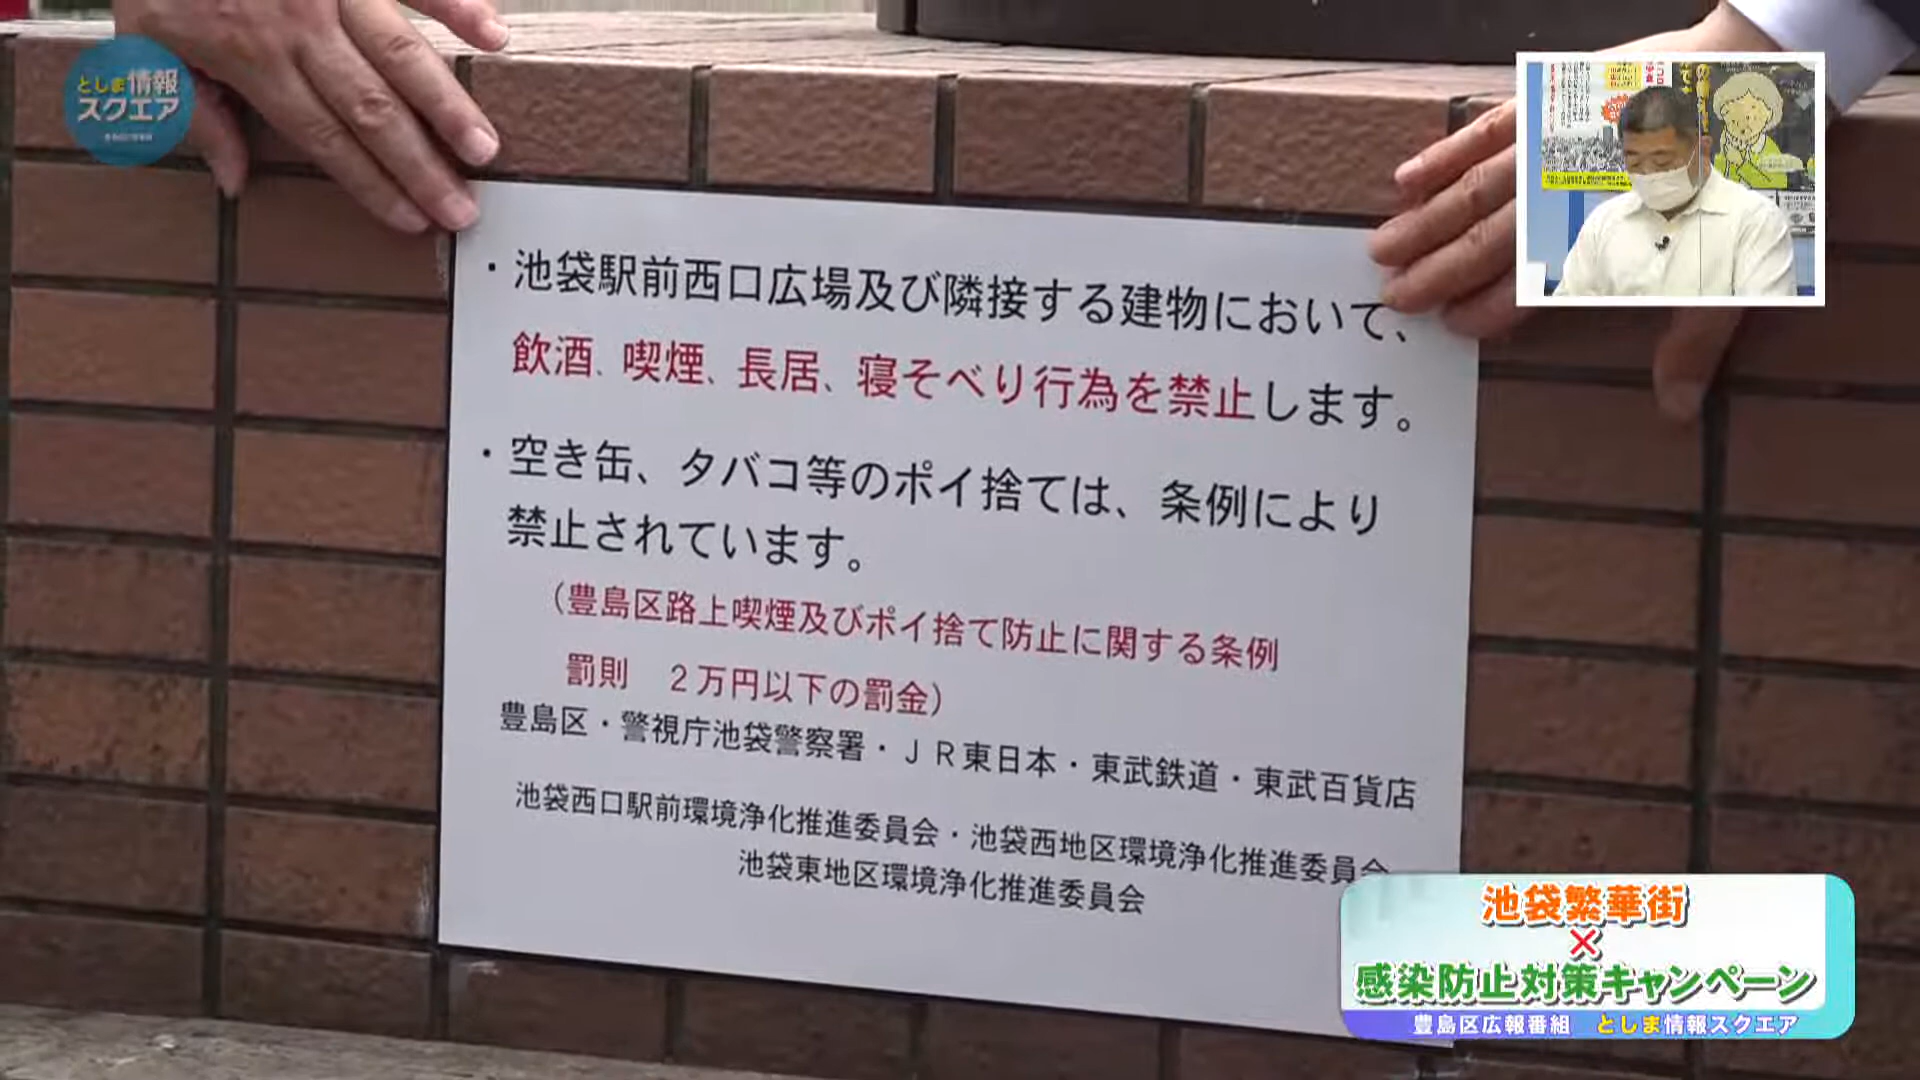 としま情報
スクエア
・池袋駅前西口広場及び隣接する建物において、
飲酒、喫煙、長居、寝そべり行為を禁止します。
・空き缶、タバコ等のポイ捨ては、条例により
禁止されています。
（豊島区路上喫煙及びポイ捨て防止に関する条例
罰則　２万円以下の罰金）
豊島区・警視庁池袋警察署・ＪＲ東日本・東武鉄道・東武百貨店
池袋西口駅前環境浄化推進委員会・池袋西地区環境浄化推進委員会
池袋東地区環境浄化推進委員会
池袋繁華街
×
感染防止対策キャンペーン
豊島区広報番組　としま情報スクエア